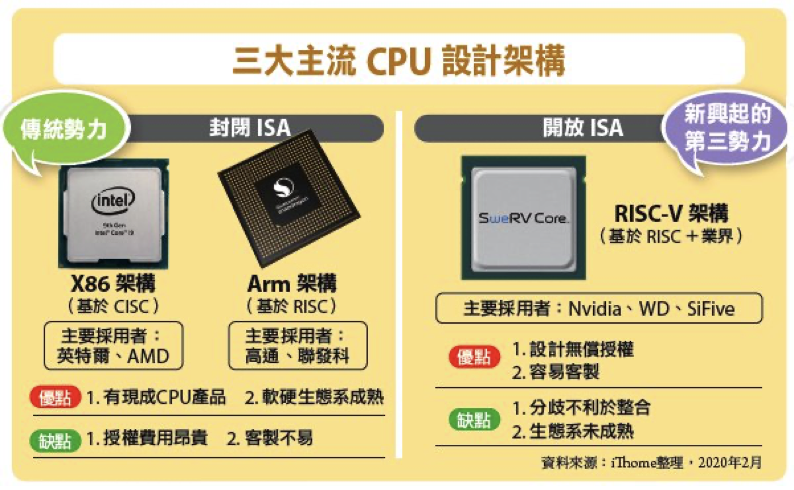 三大主流 CPU 設計架構
傳統勢力
封閉 ISA
intel
9th Gen
Intel® Core™ i9
X86 架構
（基於 CISC）
主要採用者：
英特爾、AMD
Qualcomm
snapdragon
Arm 架構
（基於 RISC）
主要採用者：
高通、聯發科
優點 1. 有現成CPU產品 2. 軟硬生態系成熟
缺點 1. 授權費用昂貴 2. 客製不易
開放 ISA
新興起的
第三勢力
SweRV Core.
RISC-V 架構
（基於 RISC＋業界）
主要採用者：Nvidia、WD、SiFive
優點 1. 設計無償授權
2. 容易客製
缺點 1. 分歧不利於整合
2. 生態系未成熟
資料來源：iThome整理，2020年2月